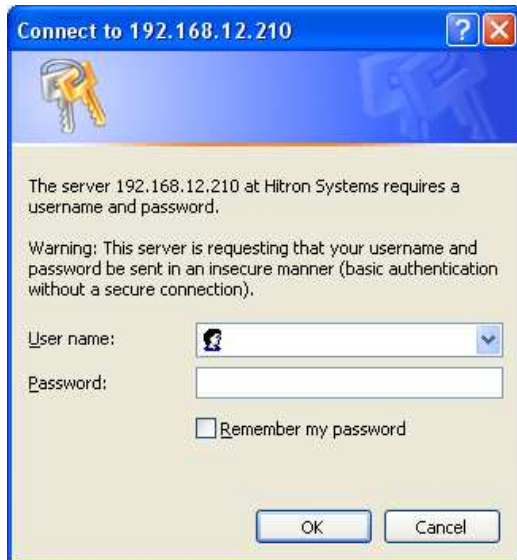 Connect to 192.168.12.210
The server 192.168.12.210 at Hitron Systems requires a
username and password.
Warning: This server is requesting that your username and
password be sent in an insecure manner (basic authentication
without a secure connection).
User name:
Password:
Remember my password
OK Cancel